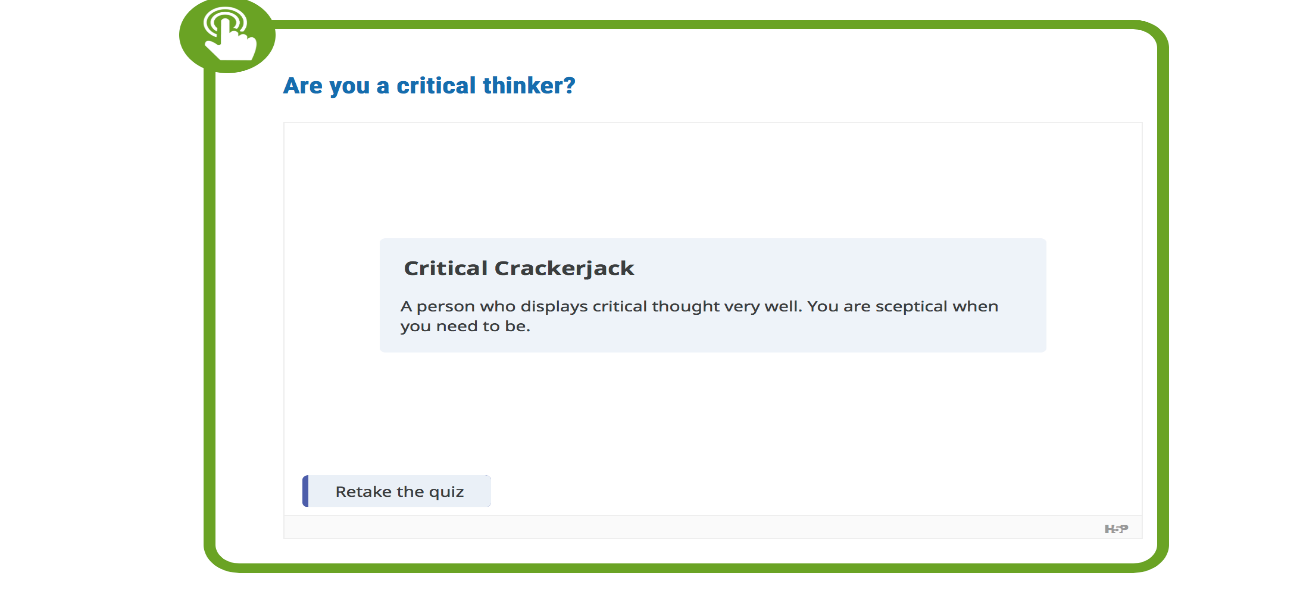 Are you a critical thinker?
Critical Crackerjack
A person who displays critical thought very well. You are sceptical when
you need to be.
Retake the quiz
H5P